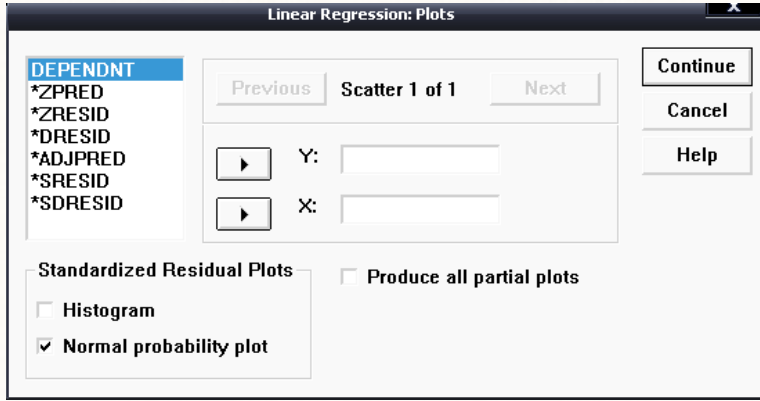 Linear Regression: Plots
X
DEPENDNT
*ZPRED
*ZRESID
*DRESID
*ADJPRED
*SRESID
*SDRESID
Previous Scatter 1 of 1 Next
Y:
X:
Continue
Cancel
Help
Standardized Residual Plots
Histogram
Normal probability plot
Produce all partial plots